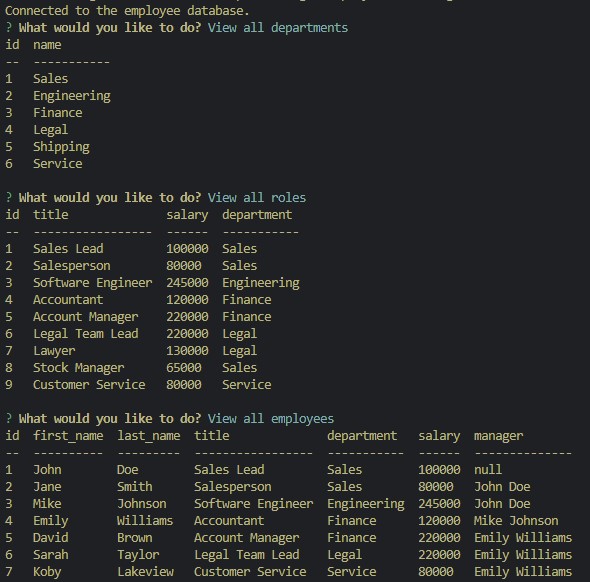 Connected to the employee database.
? What would you like to do? View all departments
id  name
--  -----------
1   Sales
2   Engineering
3   Finance
4   Legal
5   Shipping
6   Service
? What would you like to do? View all roles
id  title              salary  department
--  -----------------  ------  -----------
1   Sales Lead         100000  Sales
2   Salesperson        80000   Sales
3   Software Engineer  245000  Engineering
4   Accountant         120000  Finance
5   Account Manager    220000  Finance
6   Legal Team Lead    220000  Legal
7   Lawyer             130000  Legal
8   Stock Manager      65000   Sales
9   Customer Service   80000   Service
? What would you like to do? View all employees
id  first_name  last_name  title              department   salary  manager
--  ----------  ---------  -----------------  -----------  ------  --------------
1   John        Doe        Sales Lead         Sales        100000  null
2   Jane        Smith      Salesperson        Sales        80000   John Doe
3   Mike        Johnson    Software Engineer  Engineering  245000  John Doe
4   Emily       Williams   Accountant         Finance      120000  Mike Johnson
5   David       Brown      Account Manager    Finance      220000  Emily Williams
6   Sarah       Taylor     Legal Team Lead    Legal        220000  Emily Williams
7   Koby        Lakeview   Customer Service   Service      80000   Emily Williams